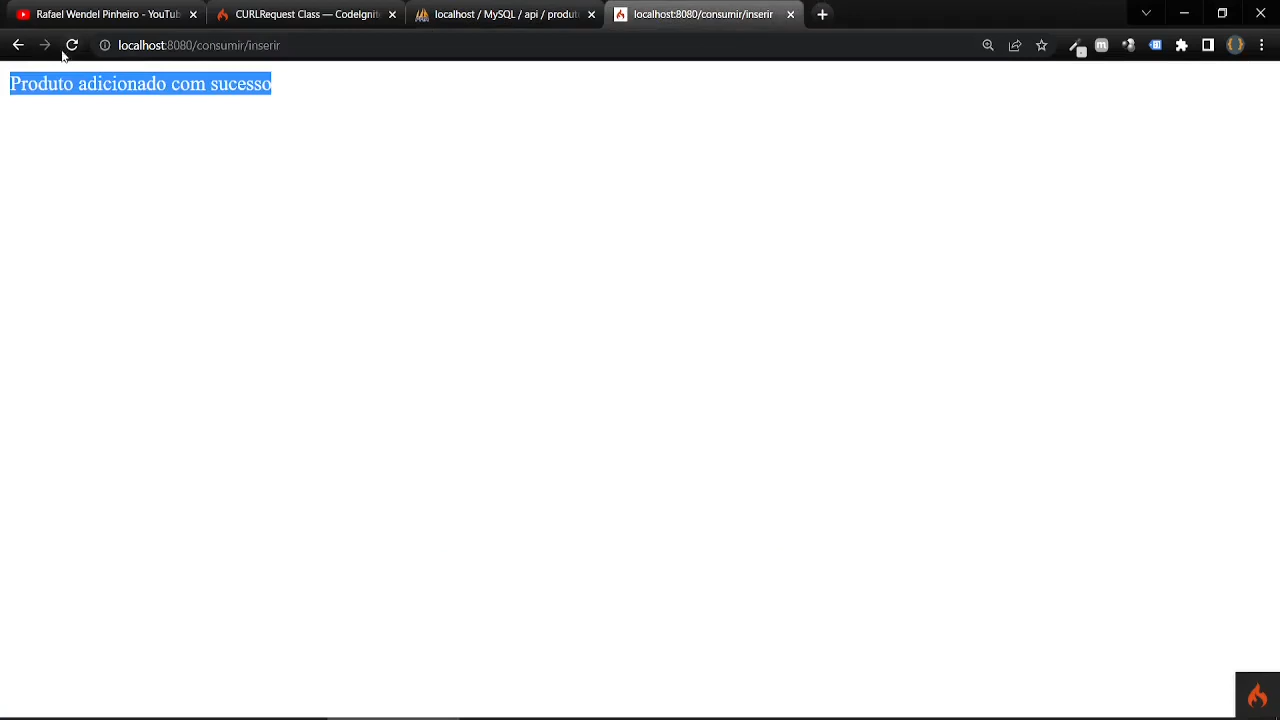 Rafael Wendel Pinheiro - YouTub
CURLRequest Class — CodeIgnit
localhost / MySQL / api / produt
localhost:8080/consumir/inserir
localhost:8080/consumir/inserir
Produto adicionado com sucesso